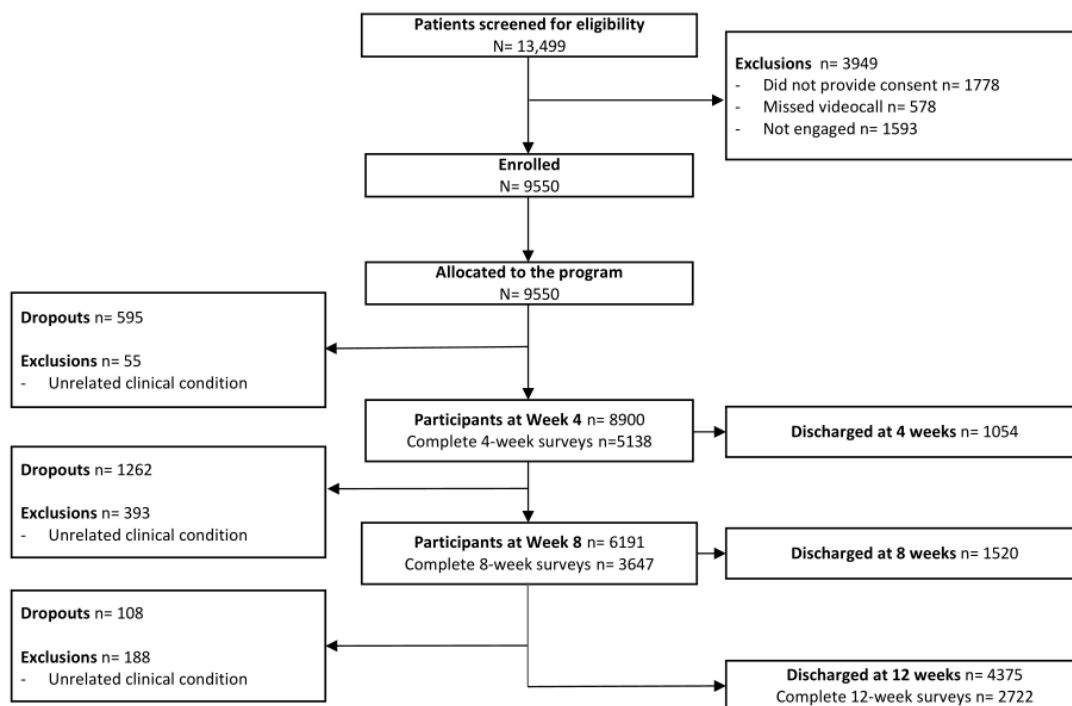 Patients screened for eligibility
N= 13,499
Exclusions n= 3949
- Did not provide consent n= 1778
- Missed videocall n= 578
- Not engaged n= 1593
Enrolled
N= 9550
Allocated to the program
N= 9550
Dropouts n= 595
Exclusions n= 55
- Unrelated clinical condition
Participants at Week 4 n= 8900
Complete 4-week surveys n=5138
Discharged at 4 weeks n= 1054
Dropouts n= 1262
Exclusions n= 393
- Unrelated clinical condition
Participants at Week 8 n= 6191
Complete 8-week surveys n= 3647
Discharged at 8 weeks n= 1520
Dropouts n= 108
Exclusions n= 188
- Unrelated clinical condition
Discharged at 12 weeks n= 4375
Complete 12-week surveys n= 2722